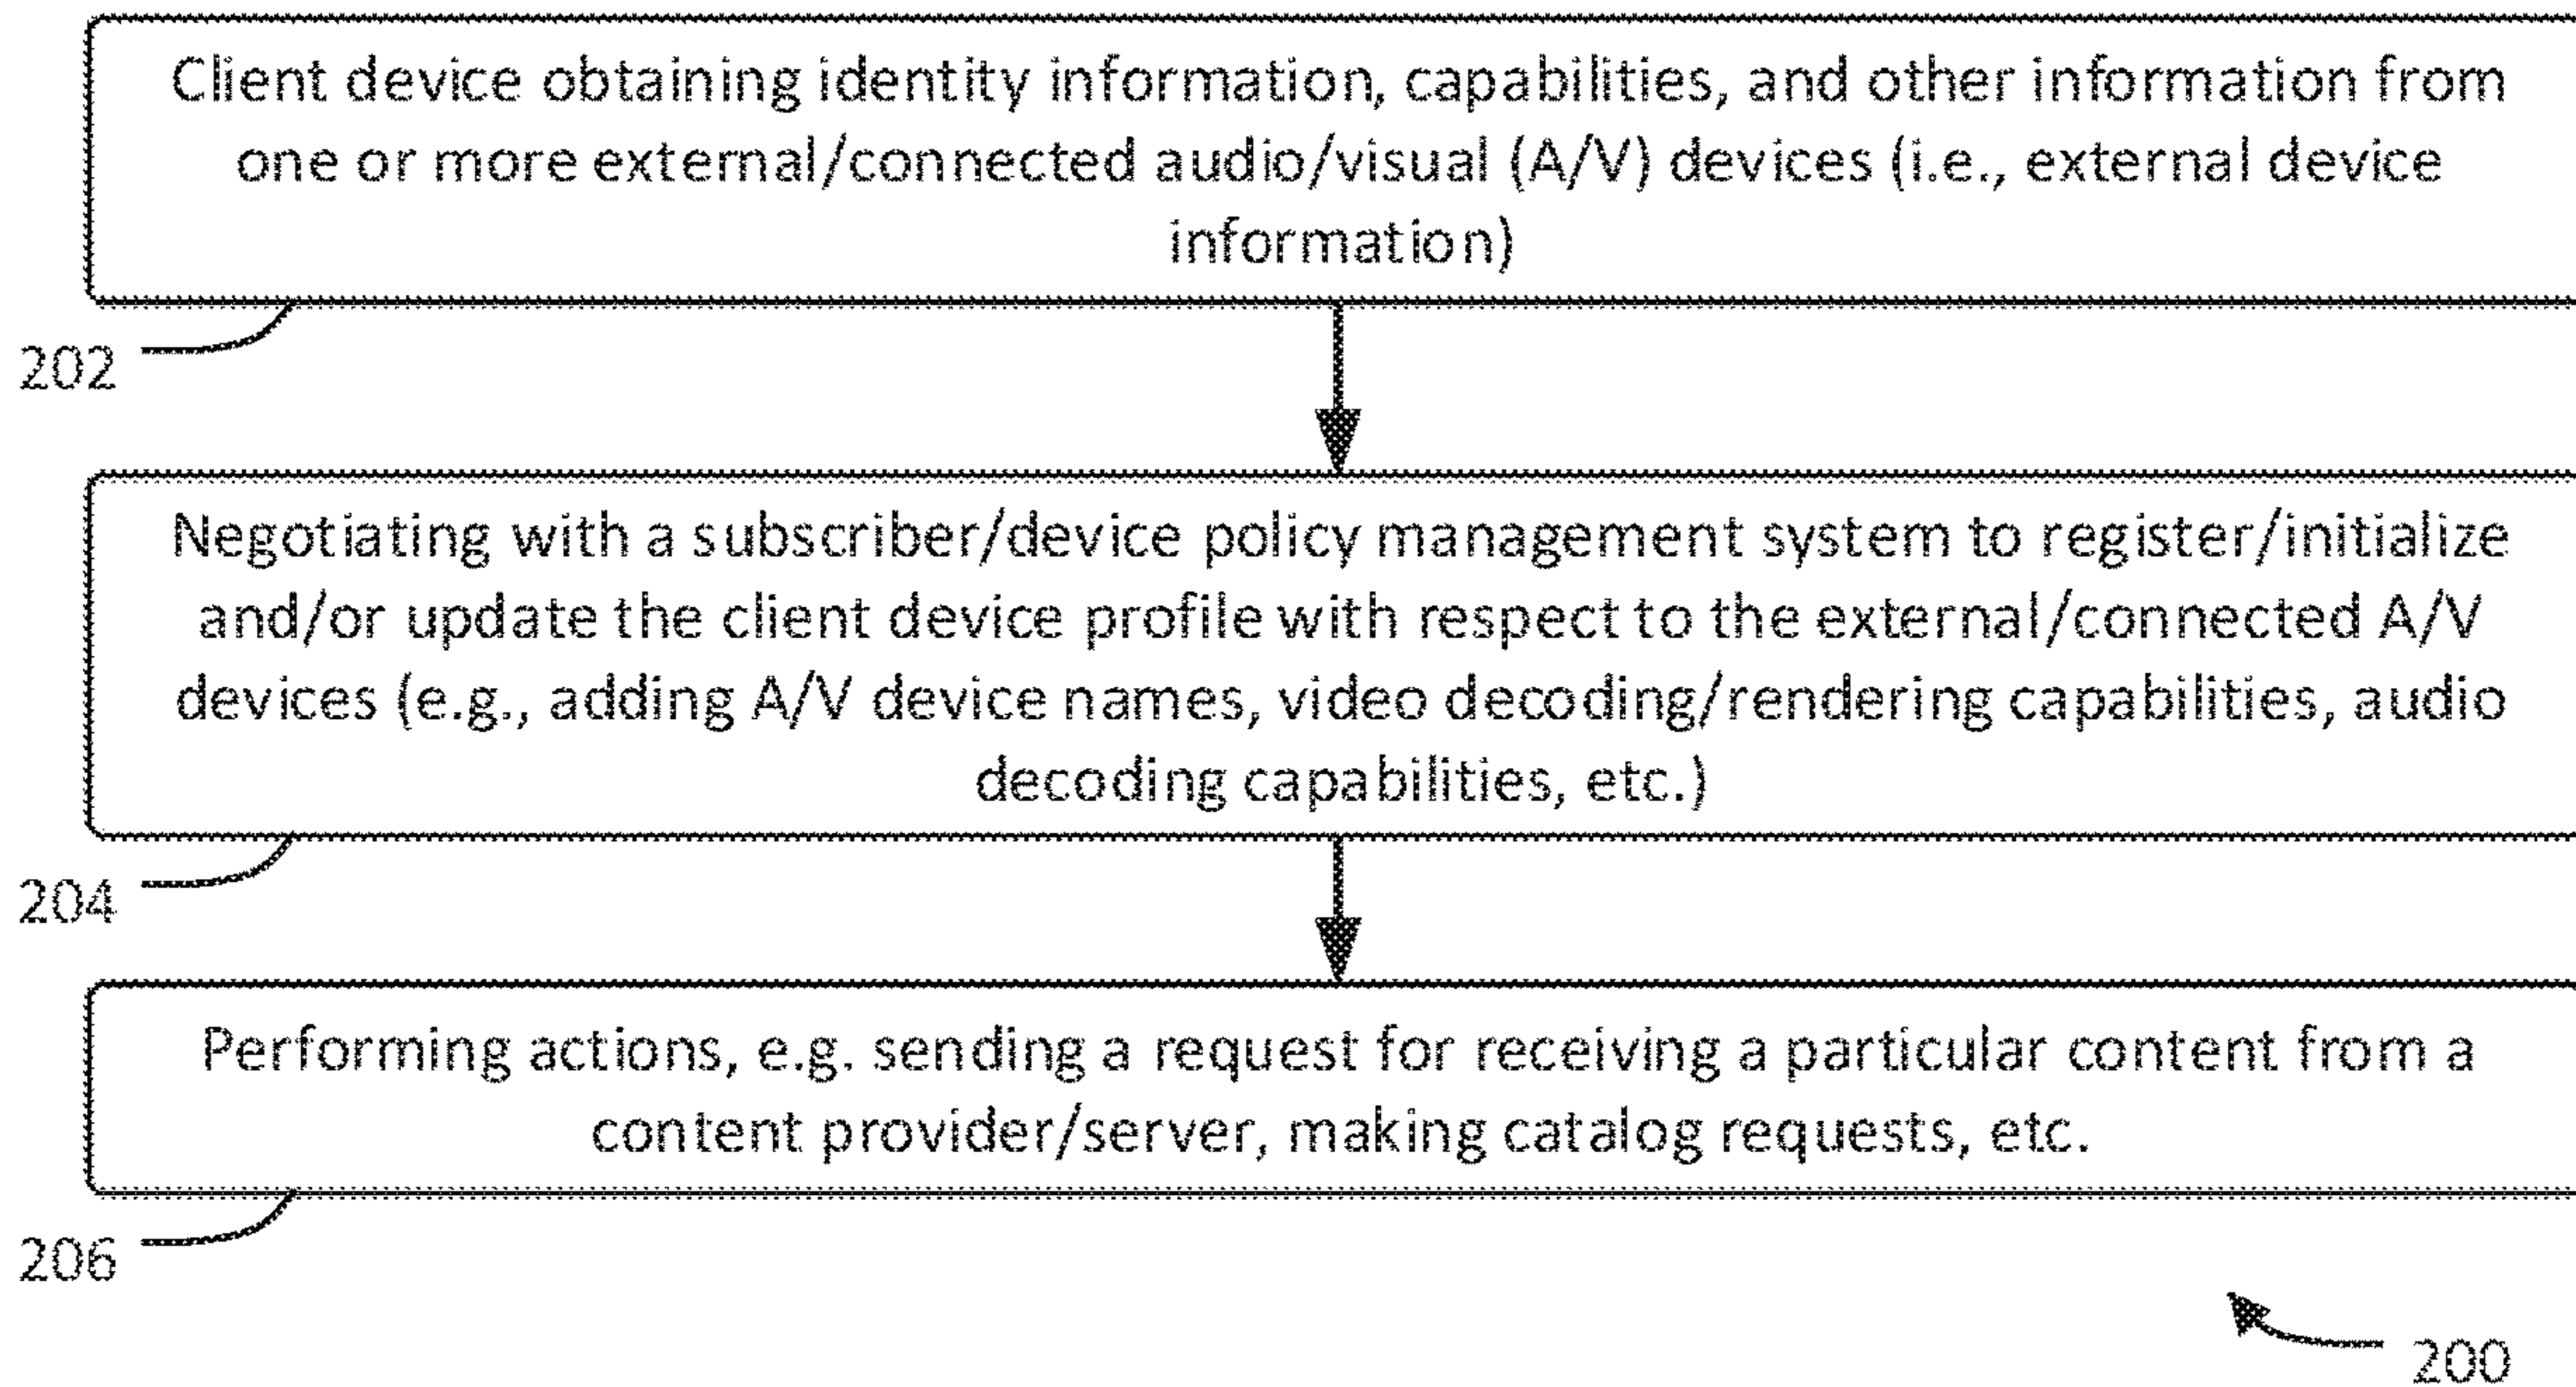 Client device obtaining identity information, capabilities, and other information from
one or more external/connected audio/visual (A/V) devices (i.e., external device
information)
202
Negotiating with a subscriber/device policy management system to register/initialize
and/or update the client device profile with respect to the external/connected A/V
devices (e.g., adding A/V device names, video decoding/rendering capabilities, audio
decoding capabilities, etc.)
204
Performing actions, e.g. sending a request for receiving a particular content from a
content provider/server, making catalog requests, etc.
206
200